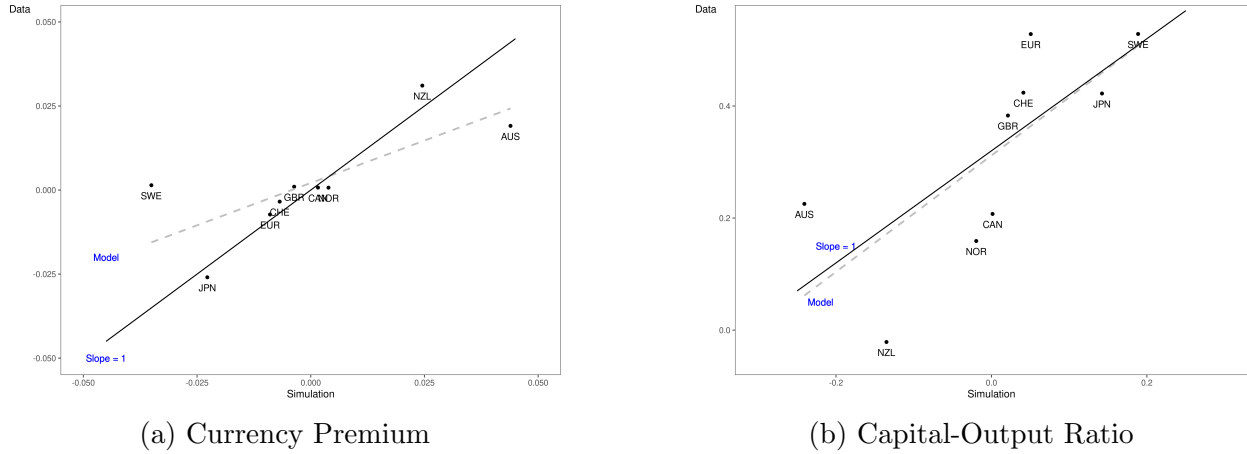 Data
0.050
NZL
0.025
AUS
0.000
SWE
GBR
CAN
NOR
CHE
EUR
Model
-0.025
JPN
-0.050
Slope = 1
-0.050
-0.025
0.000
0.025
0.050
Simulation
(a) Currency Premium
Data
EUR
SWE
0.4
CHE
JPN
GBR
0.2
AUS
CAN
Slope = 1
NOR
Model
0.0
NZL
-0.2
0.0
0.2
Simulation
(b) Capital-Output Ratio